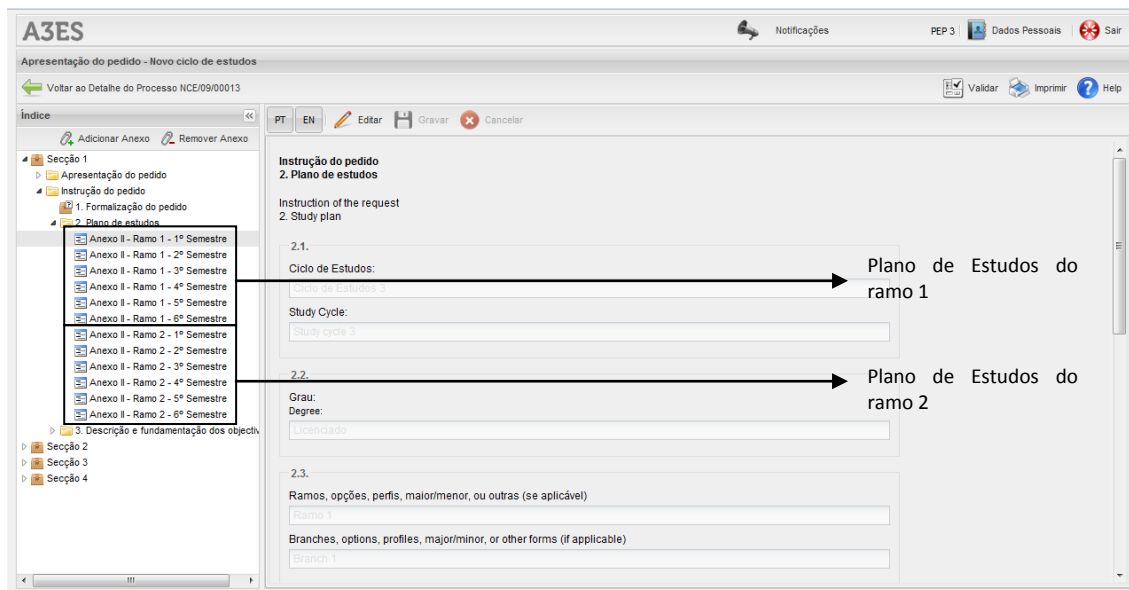 A3ES
Notificações
PEP 3
Dados Pessoais
Sair
Apresentação do pedido - Novo ciclo de estudos
Voltar ao Detalhe do Processo NCE/09/00013
Validar
Imprimir
Help
Índice
Adicionar Anexo
Remover Anexo
Secção 1
Apresentação do pedido
Instrução do pedido
1. Formalização do pedido
2. Plano de estudos
Anexo II - Ramo 1 - 1º Semestre
Anexo II - Ramo 1 - 2º Semestre
Anexo II - Ramo 1 - 3º Semestre
Anexo II - Ramo 1 - 4º Semestre
Anexo II - Ramo 1 - 5º Semestre
Anexo II - Ramo 1 - 6º Semestre
Anexo II - Ramo 2 - 1º Semestre
Anexo II - Ramo 2 - 2º Semestre
Anexo II - Ramo 2 - 3º Semestre
Anexo II - Ramo 2 - 4º Semestre
Anexo II - Ramo 2 - 5º Semestre
Anexo II - Ramo 2 - 6º Semestre
3. Descrição e fundamentação dos objectiv
Secção 2
Secção 3
Secção 4
PT
EN
Editar
Gravar
Cancelar
Instrução do pedido
2. Plano de estudos
Instruction of the request
2. Study plan
2.1.
Ciclo de Estudos:
Ciclo de Estudos 3
Study Cycle:
Study cycle 3
2.2.
Grau:
Degree:
Licenciado
2.3.
Ramos, opções, perfis, maior/menor, ou outras (se aplicável)
Ramo 1
Branches, options, profiles, major/minor, or other forms (if applicable)
Branch 1
Plano de Estudos do
ramo 1
Plano de Estudos do
ramo 2